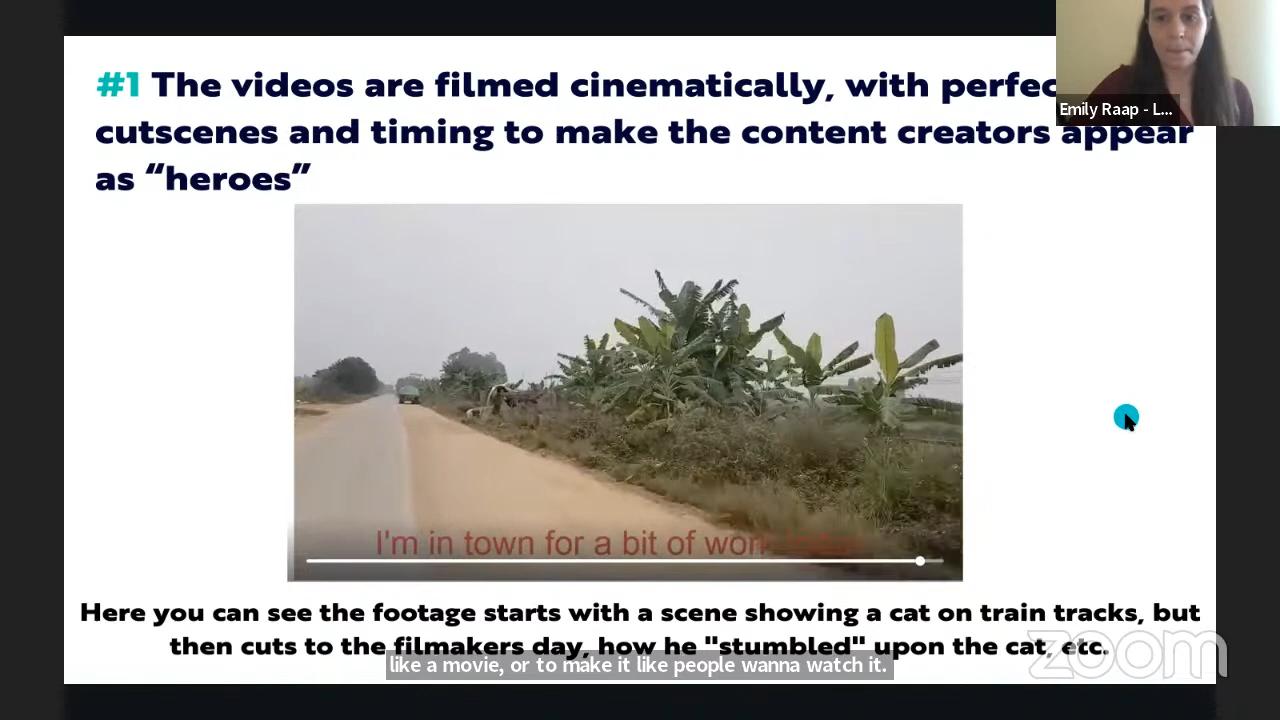 #1 The videos are filmed cinematically, with perfec
Emily Raap - L...
cutscenes and timing to make the content creators appear
as “heroes”
I'm in town for a bit of work
Here you can see the footage starts with a scene showing a cat on train tracks, but
then cuts to the filmakers day, how he "stumbled" upon the cat, etc.
like a movie, or to make it like people wanna watch it.
zoom